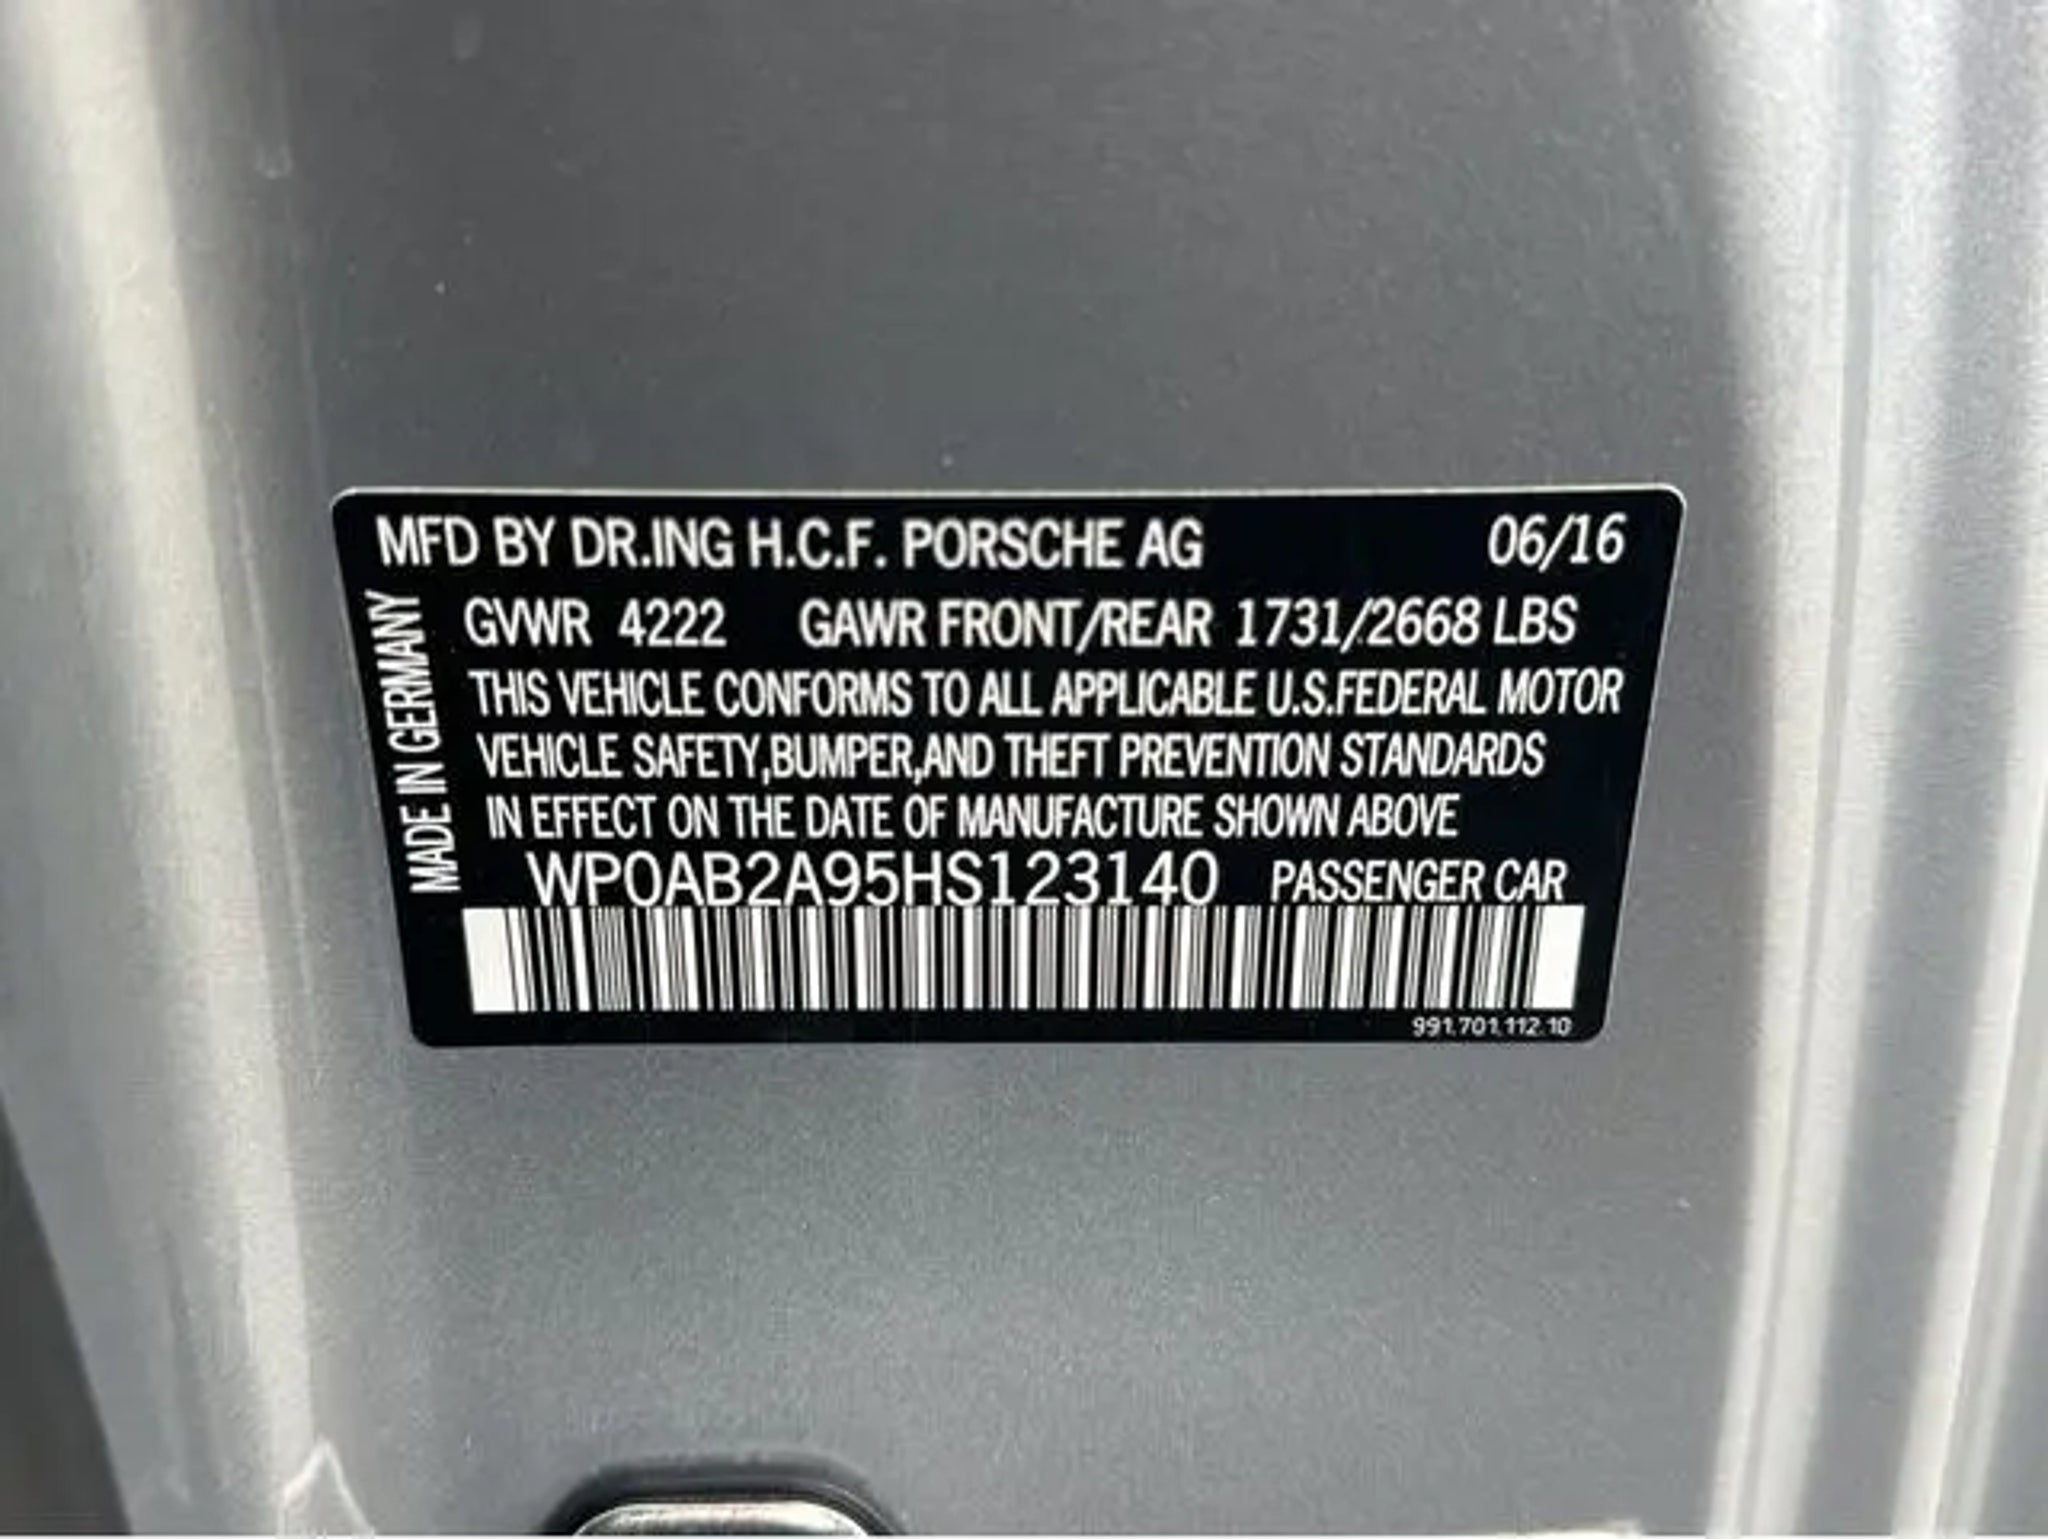 MFD BY DR.ING H.C.F. PORSCHE AG 06/16
GVWR 4222 GAWR FRONT/REAR 1731/2668 LBS
THIS VEHICLE CONFORMS TO ALL APPLICABLE U.S.FEDERAL MOTOR
VEHICLE SAFETY,BUMPER,AND THEFT PREVENTION STANDARDS
IN EFFECT ON THE DATE OF MANUFACTURE SHOWN ABOVE
WP0AB2A95HS123140 PASSENGER CAR
991.701.112.10
MADE IN GERMANY